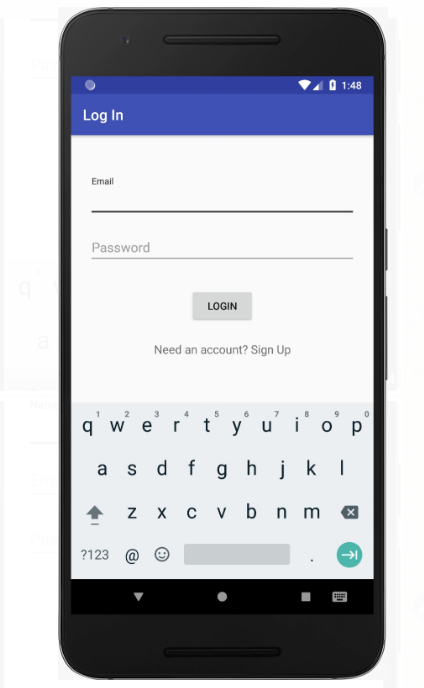 1:48
Log In
Email
Password
LOGIN
Need an account? Sign Up
1 2 3 4 5 6 7 8 9 0
q w e r t y u i o p
a s d f g h j k l
z x c v b n m
?123 @ .